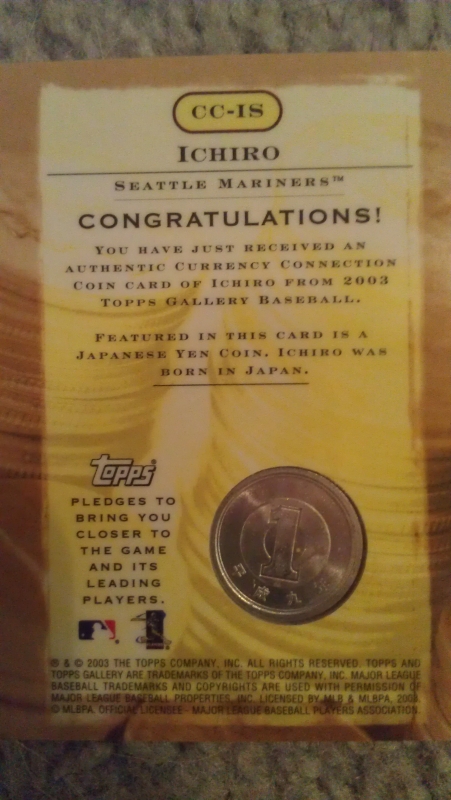 CC-IS
ICHIRO
SEATTLE MARINERS™
CONGRATULATIONS!
YOU HAVE JUST RECEIVED AN
AUTHENTIC CURRENCY CONNECTION
COIN CARD OF ICHIRO FROM 2003
TOPPS GALLERY BASEBALL.
FEATURED IN THIS CARD IS A
JAPANESE YEN COIN. ICHIRO WAS
BORN IN JAPAN.
topps®
PLEDGES TO
BRING YOU
CLOSER TO
THE GAME
AND ITS
LEADING
PLAYERS.
1
平成九年
® & © 2003 THE TOPPS COMPANY, INC. ALL RIGHTS RESERVED. TOPPS AND
TOPPS GALLERY ARE TRADEMARKS OF THE TOPPS COMPANY, INC. MAJOR LEAGUE
BASEBALL TRADEMARKS AND COPYRIGHTS ARE USED WITH PERMISSION OF
MAJOR LEAGUE BASEBALL PROPERTIES, INC. LICENSED BY MLB & MLBPA, 2003
© MLBPA. OFFICIAL LICENSEE - MAJOR LEAGUE BASEBALL PLAYERS ASSOCIATION.